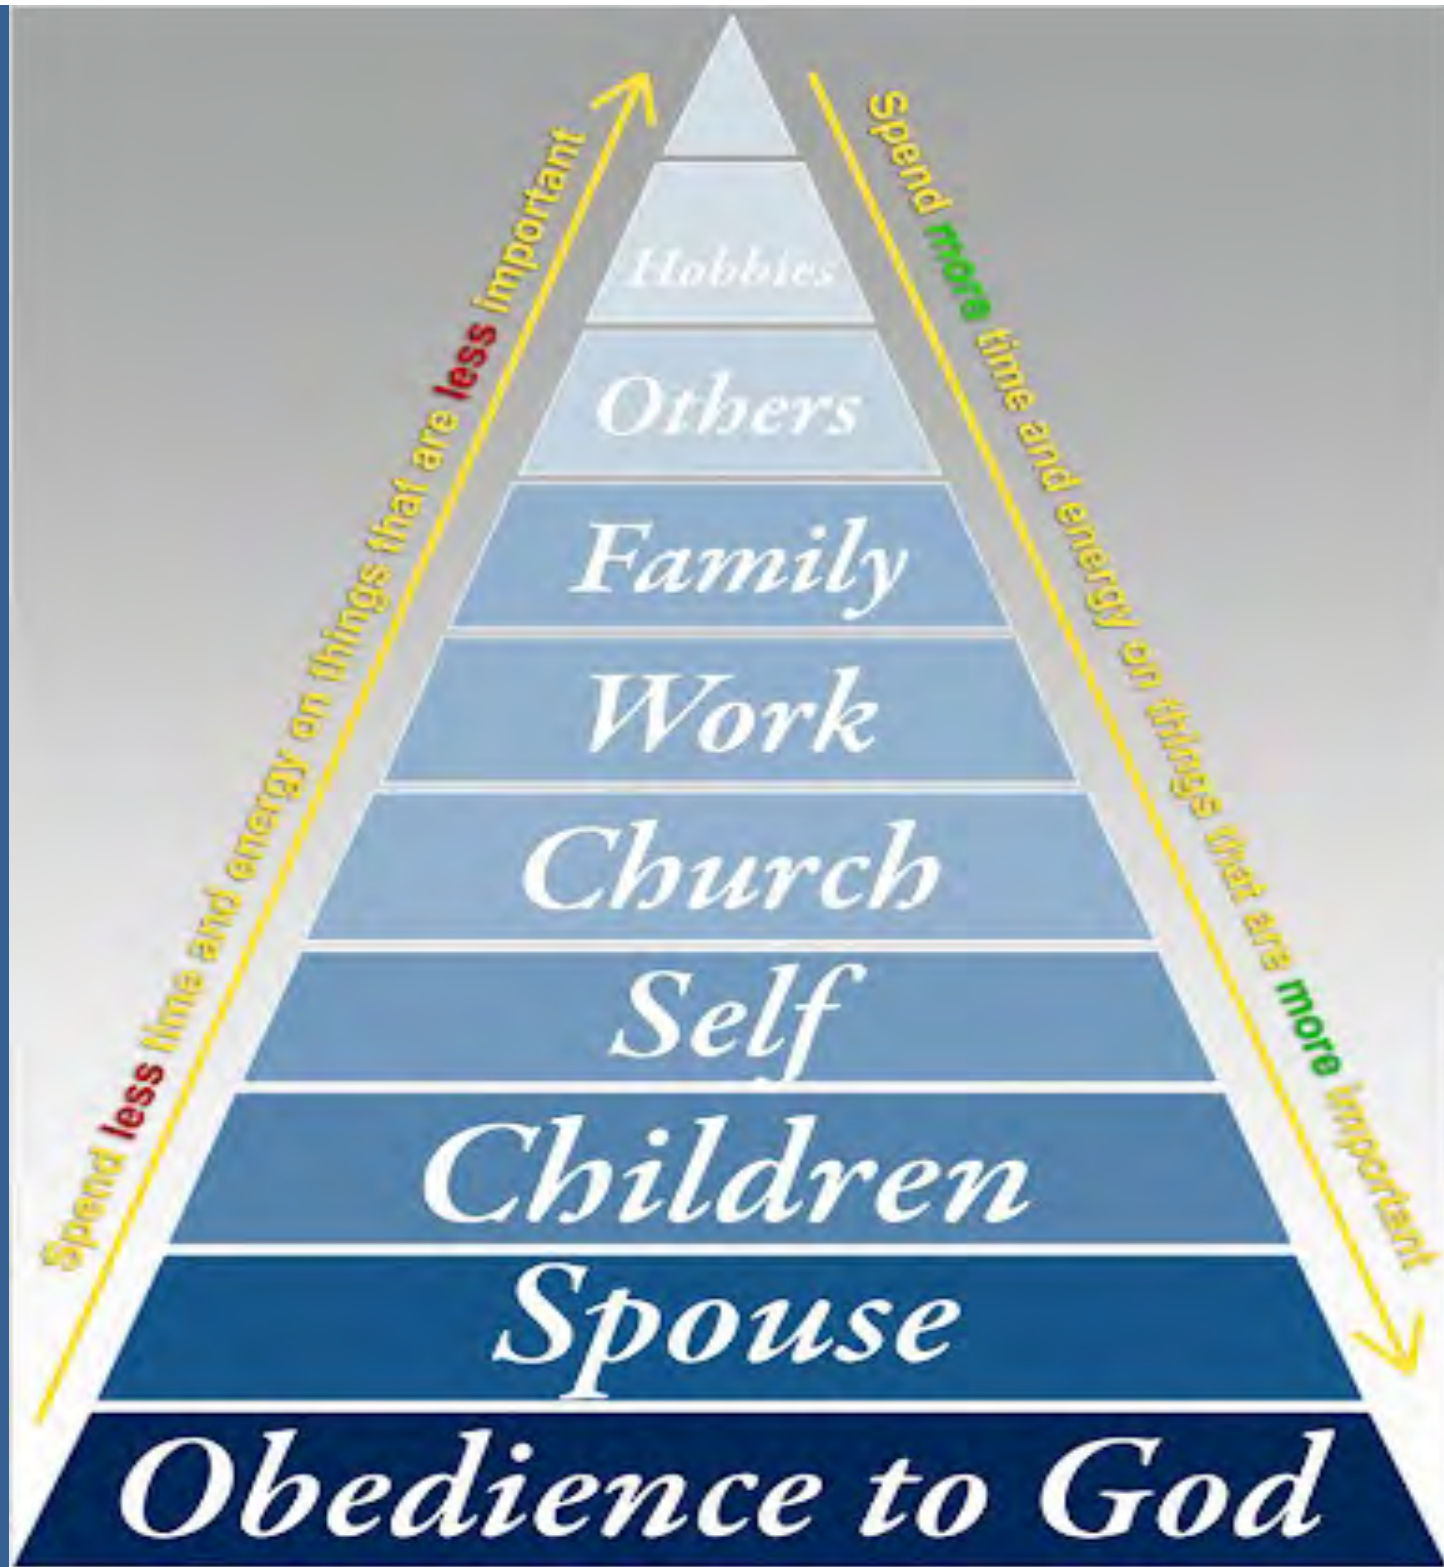 Spend less time and energy on things that are less important
Spend more time and energy on things that are more important
Hobbies
Others
Family
Work
Church
Self
Children
Spouse
Obedience to God